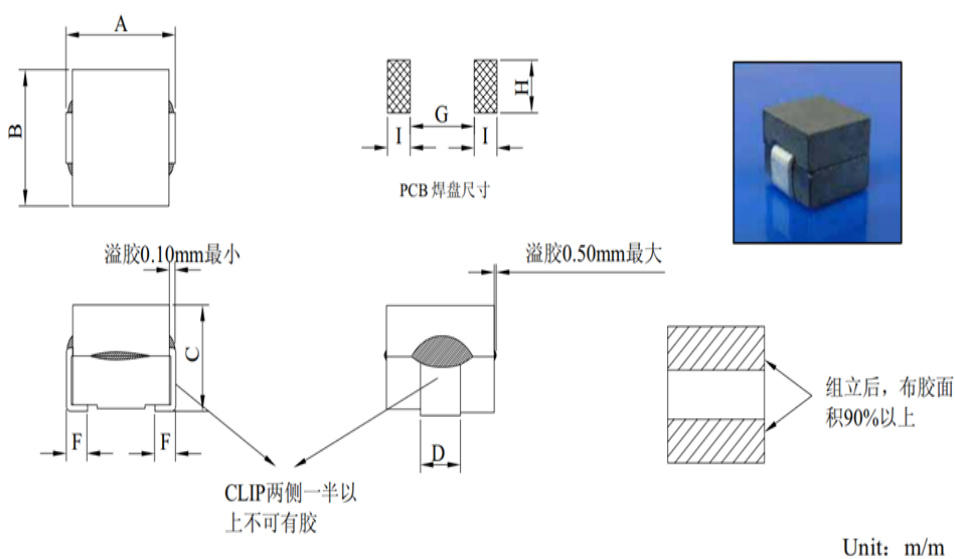 A
B
H
G
I
I
PCB 焊盘尺寸
溢胶0.10mm最小
溢胶0.50mm最大
C
F
F
D
组立后，布胶面
积90%以上
CLIP两侧一半以
上不可有胶
Unit: m/m